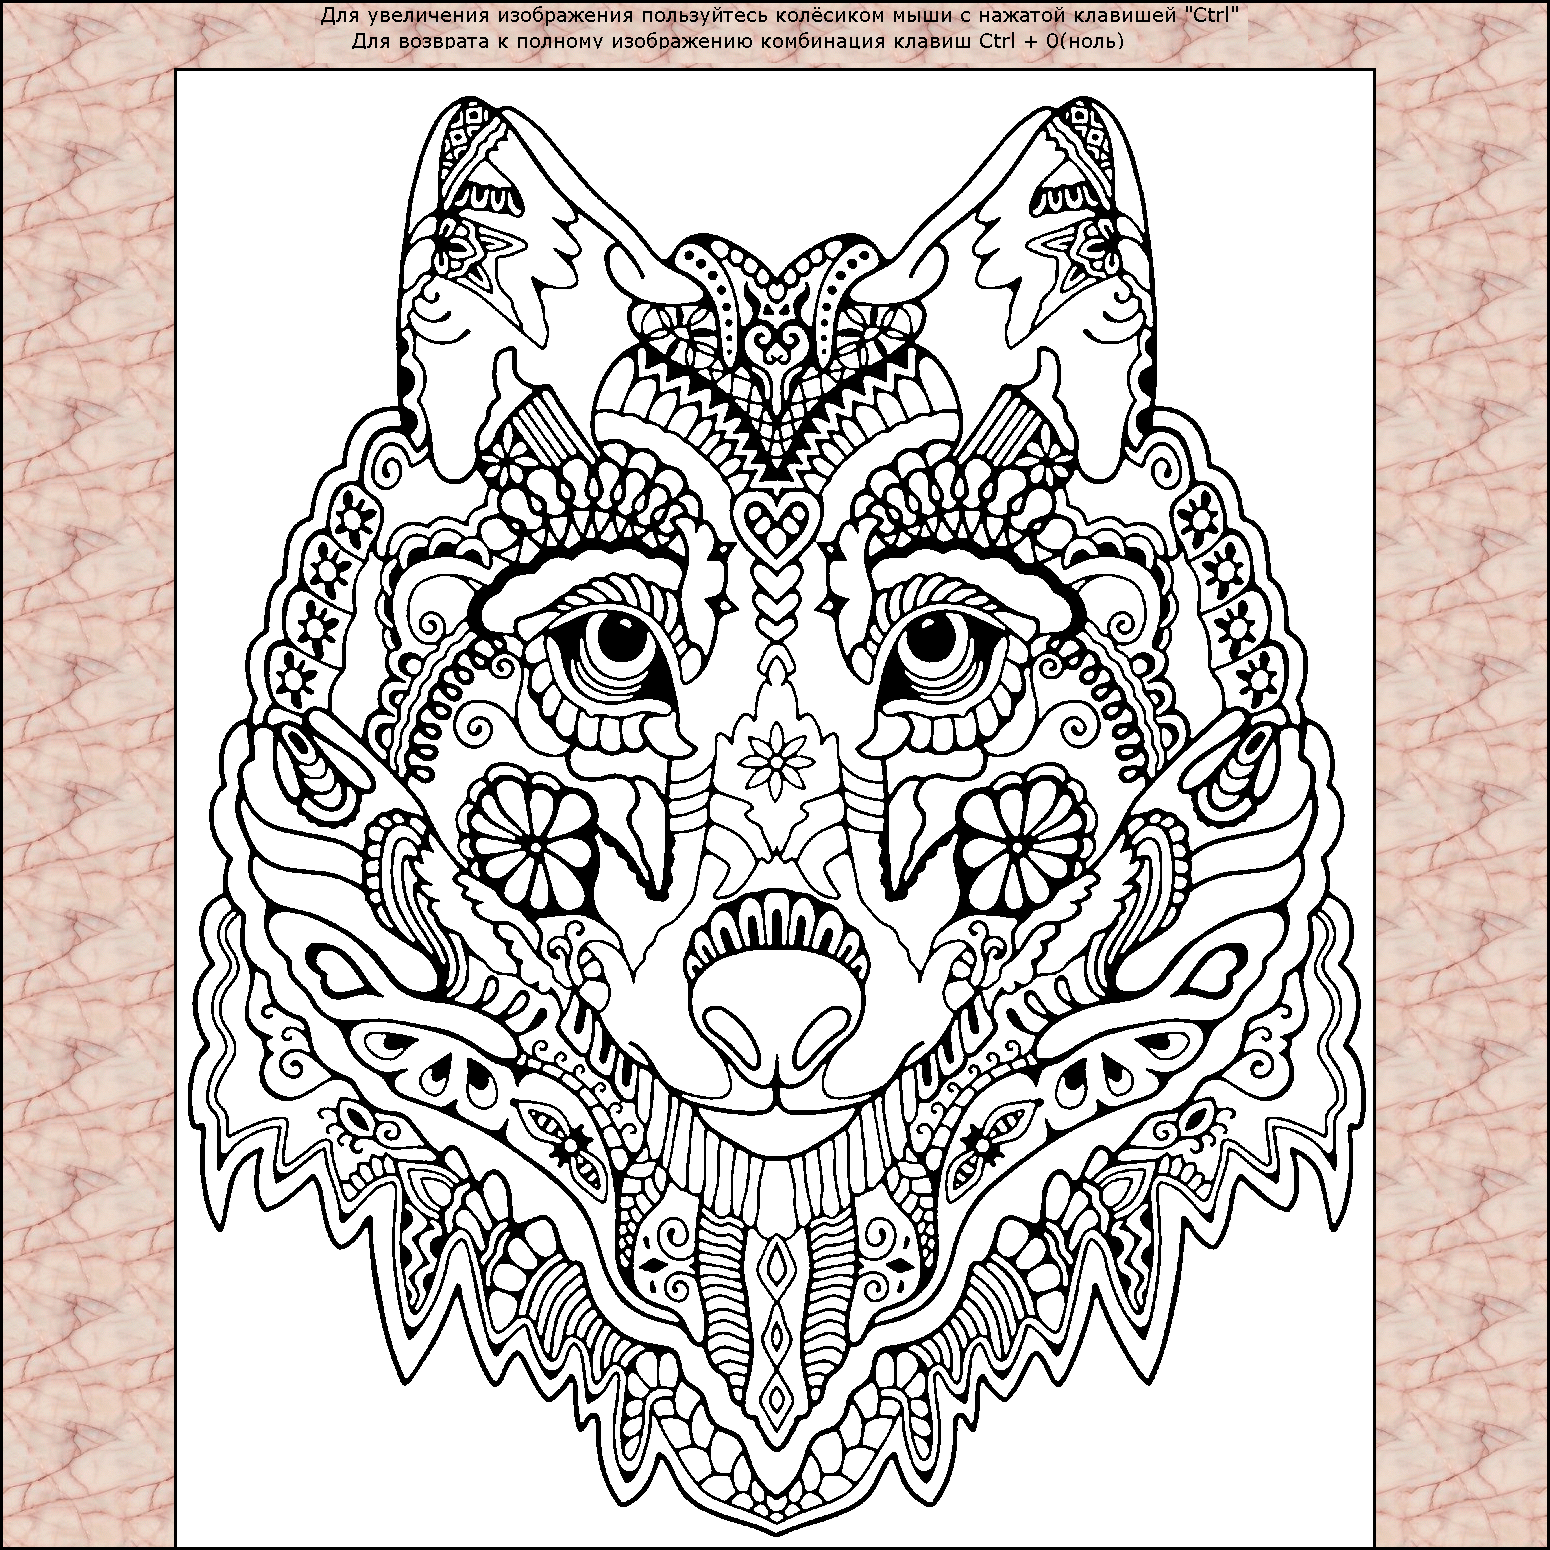 Для увеличения изображения пользуйтесь колёсиком мыши с нажатой клавишей "Ctrl"
Для возврата к полному изображению комбинация клавиш Ctrl + 0(ноль)